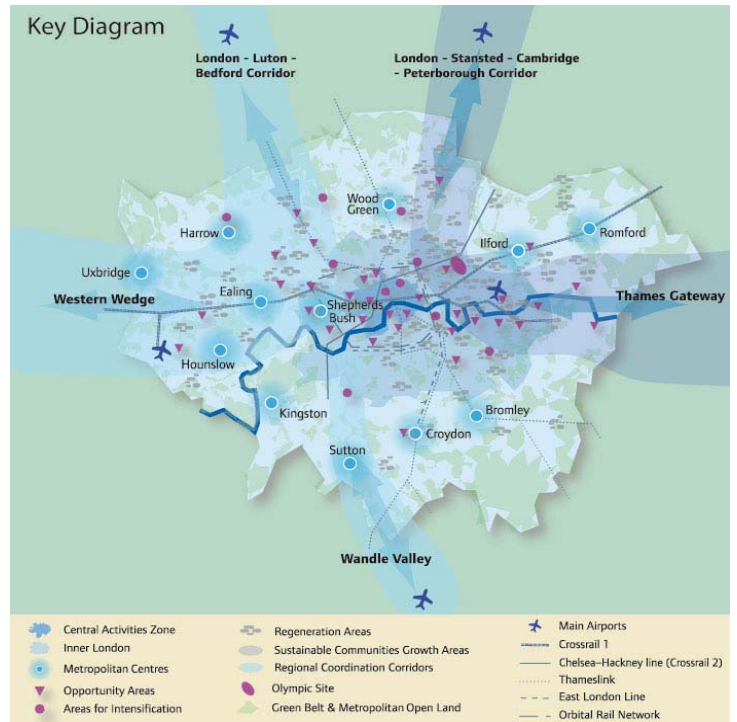 Key Diagram
London - Luton -
Bedford Corridor
London - Stansted - Cambridge
- Peterborough Corridor
Wood
Green
Harrow
Romford
Ilford
Uxbridge
Western Wedge
Ealing
Shepherds
Bush
Thames Gateway
Hounslow
Kingston
Bromley
Croydon
Sutton
Wandle Valley
Central Activities Zone
Inner London
Metropolitan Centres
Opportunity Areas
Areas for Intensification
Regeneration Areas
Sustainable Communities Growth Areas
Regional Coordination Corridors
Olympic Site
Green Belt & Metropolitan Open Land
Main Airports
Crossrail 1
Chelsea–Hackney line (Crossrail 2)
Thameslink
East London Line
Orbital Rail Network